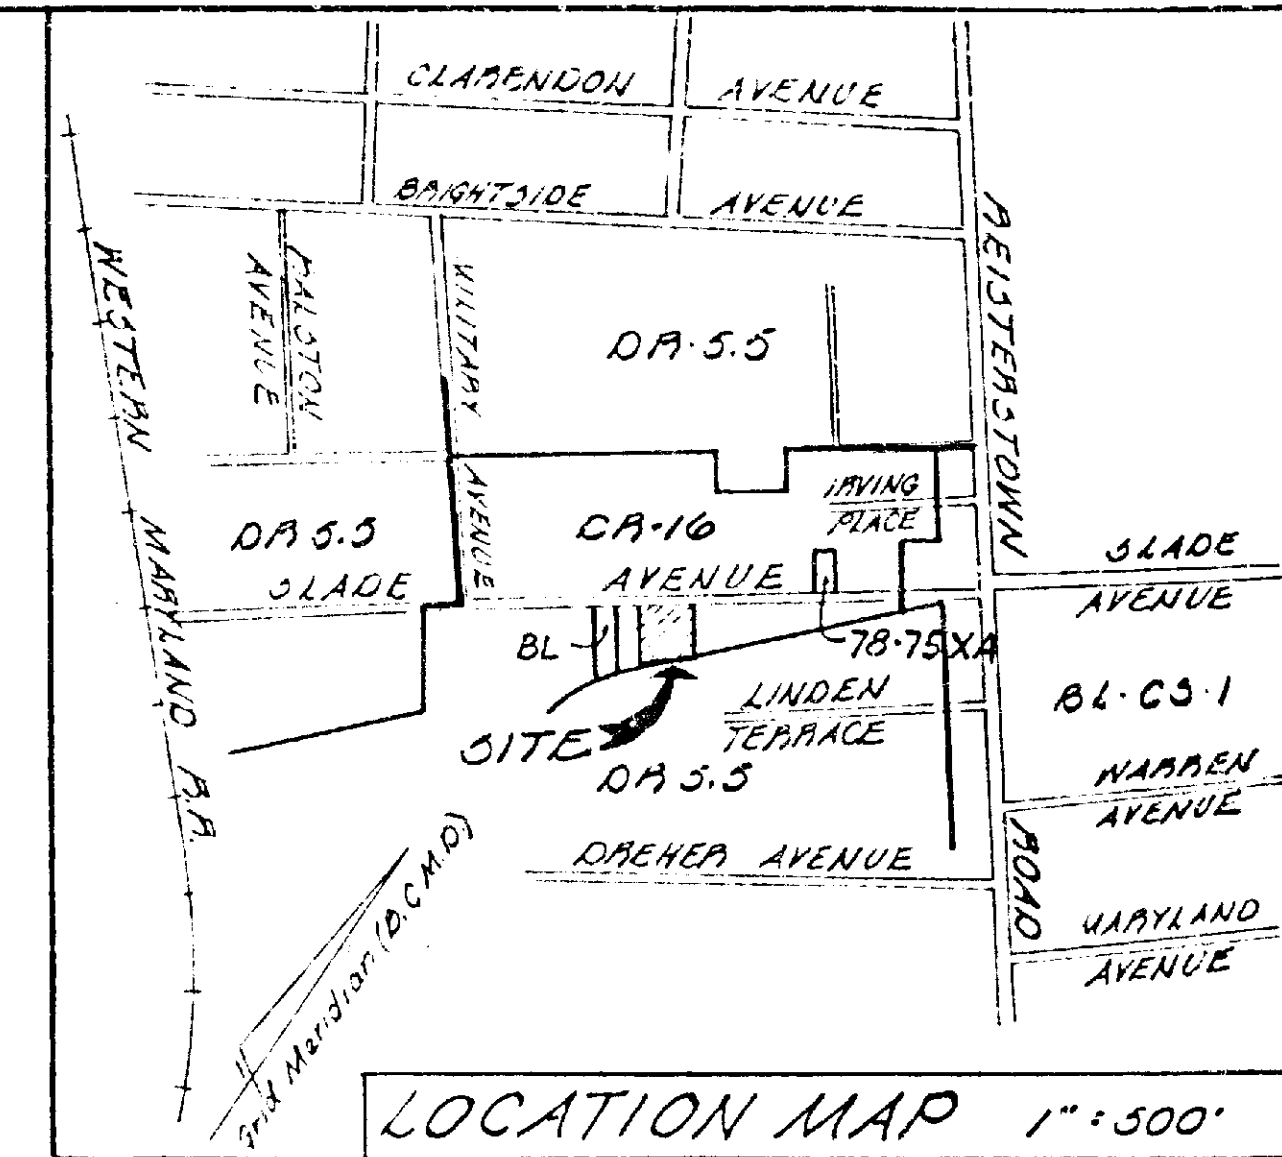 CLARENDON AVENUE
BRIGHTSIDE AVENUE
REISTERSTOWN
WESTERN MARYLAND R.R.
RALSTON
AVENUE
MILITARY
AVENUE
DR·5.5
IRVING
PLACE
DR 5.5
CR-16
SLADE AVENUE
SLADE
AVENUE
BL
78-75XA
BL·CS·1
LINDEN
TERRACE
SITE
DR 5.5
WARREN
AVENUE
DREHER AVENUE
ROAD
MARYLAND
AVENUE
Grid Meridian (B.C.M.D.)
LOCATION MAP 1":500'